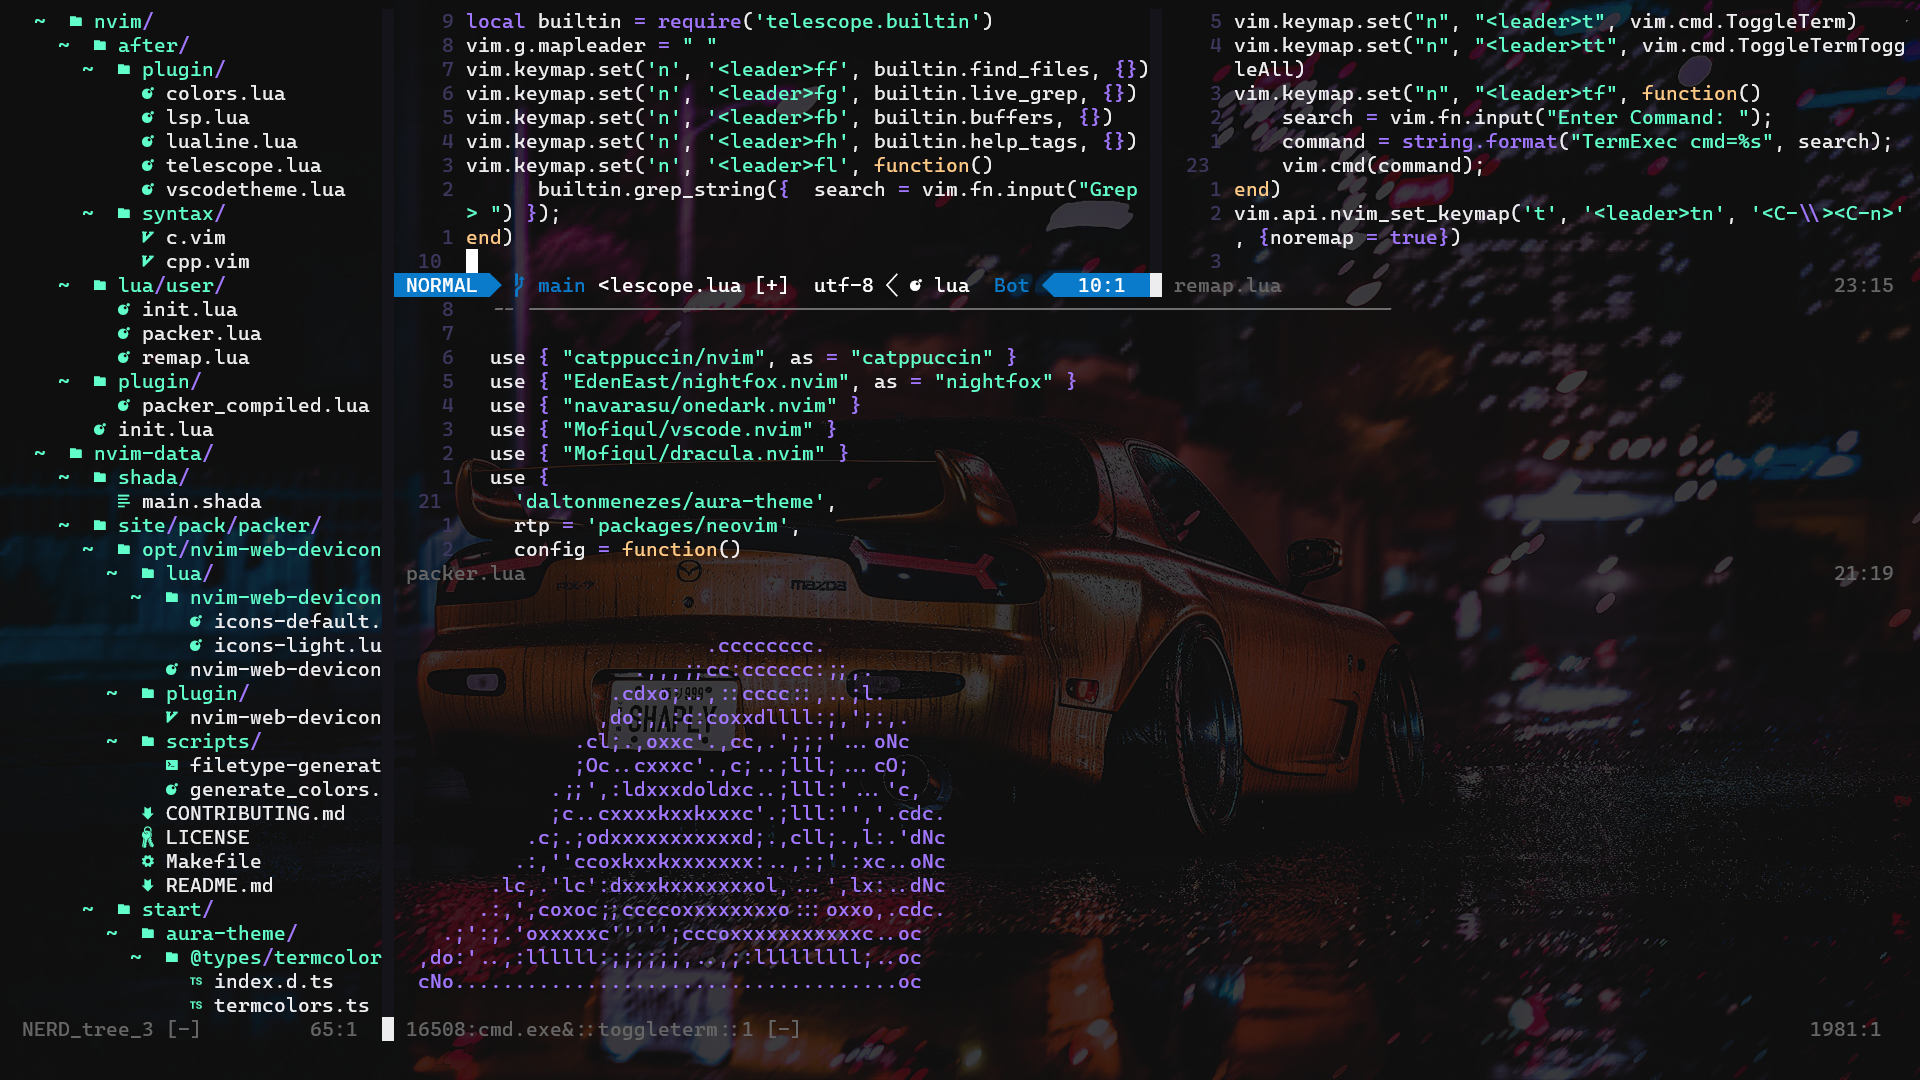 ~ nvim/
~ after/
~ plugin/
colors.lua
lsp.lua
lualine.lua
telescope.lua
vscodetheme.lua
~ syntax/
c.vim
cpp.vim
~ lua/user/
init.lua
packer.lua
remap.lua
~ plugin/
packer_compiled.lua
init.lua
~ nvim-data/
~ shada/
main.shada
~ site/pack/packer/
~ opt/nvim-web-devicon
~ lua/
~ nvim-web-devicon
icons-default.
icons-light.lu
nvim-web-devicon
~ plugin/
nvim-web-devicon
~ scripts/
filetype-generat
generate_colors.
CONTRIBUTING.md
LICENSE
Makefile
README.md
~ start/
~ aura-theme/
~ @types/termcolor
TS index.d.ts
TS termcolors.ts
NERD_tree_3 [-] 65:1
9 local builtin = require('telescope.builtin')
8 vim.g.mapleader = " "
7 vim.keymap.set('n', '<leader>ff', builtin.find_files, {})
6 vim.keymap.set('n', '<leader>fg', builtin.live_grep, {})
5 vim.keymap.set('n', '<leader>fb', builtin.buffers, {})
4 vim.keymap.set('n', '<leader>fh', builtin.help_tags, {})
3 vim.keymap.set('n', '<leader>fl', function()
2 builtin.grep_string({  search = vim.fn.input("Grep
> ") });
1 end)
10
NORMAL main <lescope.lua [+] utf-8 < lua Bot 10:1
5 vim.keymap.set("n", "<leader>t", vim.cmd.ToggleTerm)
4 vim.keymap.set("n", "<leader>tt", vim.cmd.ToggleTermTogg
leAll)
3 vim.keymap.set("n", "<leader>tf", function()
2 search = vim.fn.input("Enter Command: ");
1 command = string.format("TermExec cmd=%s", search);
23 vim.cmd(command);
1 end)
2 vim.api.nvim_set_keymap('t', '<leader>tn', '<C-\\><C-n>'
, {noremap = true})
3
remap.lua 23:15
8 -- ────────────────────────
7
6 use { "catppuccin/nvim", as = "catppuccin" }
5 use { "EdenEast/nightfox.nvim", as = "nightfox" }
4 use { "navarasu/onedark.nvim" }
3 use { "Mofiqul/vscode.nvim" }
2 use { "Mofiqul/dracula.nvim" }
1 use {
21 'daltonmenezes/aura-theme',
1 rtp = 'packages/neovim',
2 config = function()
packer.lua 21:19
mazda
SHAPLY
.cccccccc.
.,,,;;cc:cccccc:;;,.
.cdxo;..,::cccc::,..;l.
,do:,,'c:coxxdllll:;,';:,.
.cl;.,oxxc'.,cc,.';;;'...oNc
;Oc..cxxxc'.,c;..;lll;...cO;
.;;',:ldxxxdoldxc..;lll:'...'c,
;c..cxxxxkxxkxxxc'.;lll:'','.cdc.
.c;.;odxxxxxxxxxxxd;.,cll;.,l:.'dNc
.:,''ccoxkxxkxxxxxxx:..,:;'.:xc..oNc
.lc,.'lc':dxxxkxxxxxxxol,...',lx:..dNc
.:,',coxoc;;ccccoxxxxxxxxo:::oxxo,.cdc.
.;':;.'oxxxxxc''''';cccoxxxxxxxxxxxc..oc
,do:'..,:llllll:;;;;;;,..,;:lllllllll;..oc
cNo.....................................oc
16508:cmd.exe&::toggleterm::1 [-] 1981:1